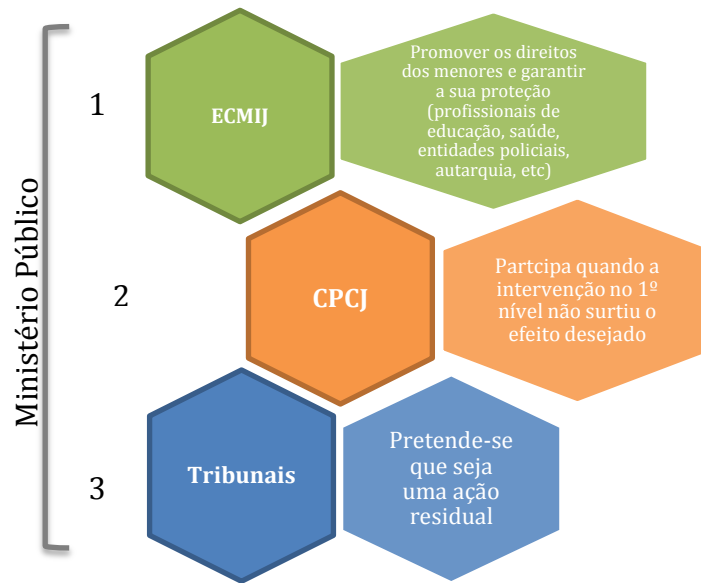 Ministério Público
1
ECMIJ
Promover os direitos
dos menores e garantir
a sua proteção
(profissionais de
educação, saúde,
entidades policiais,
autarquia, etc)
2
CPCJ
Partcipa quando a
intervenção no 1º
nível não surtiu o
efeito desejado
3
Tribunais
Pretende-se
que seja
uma ação
residual